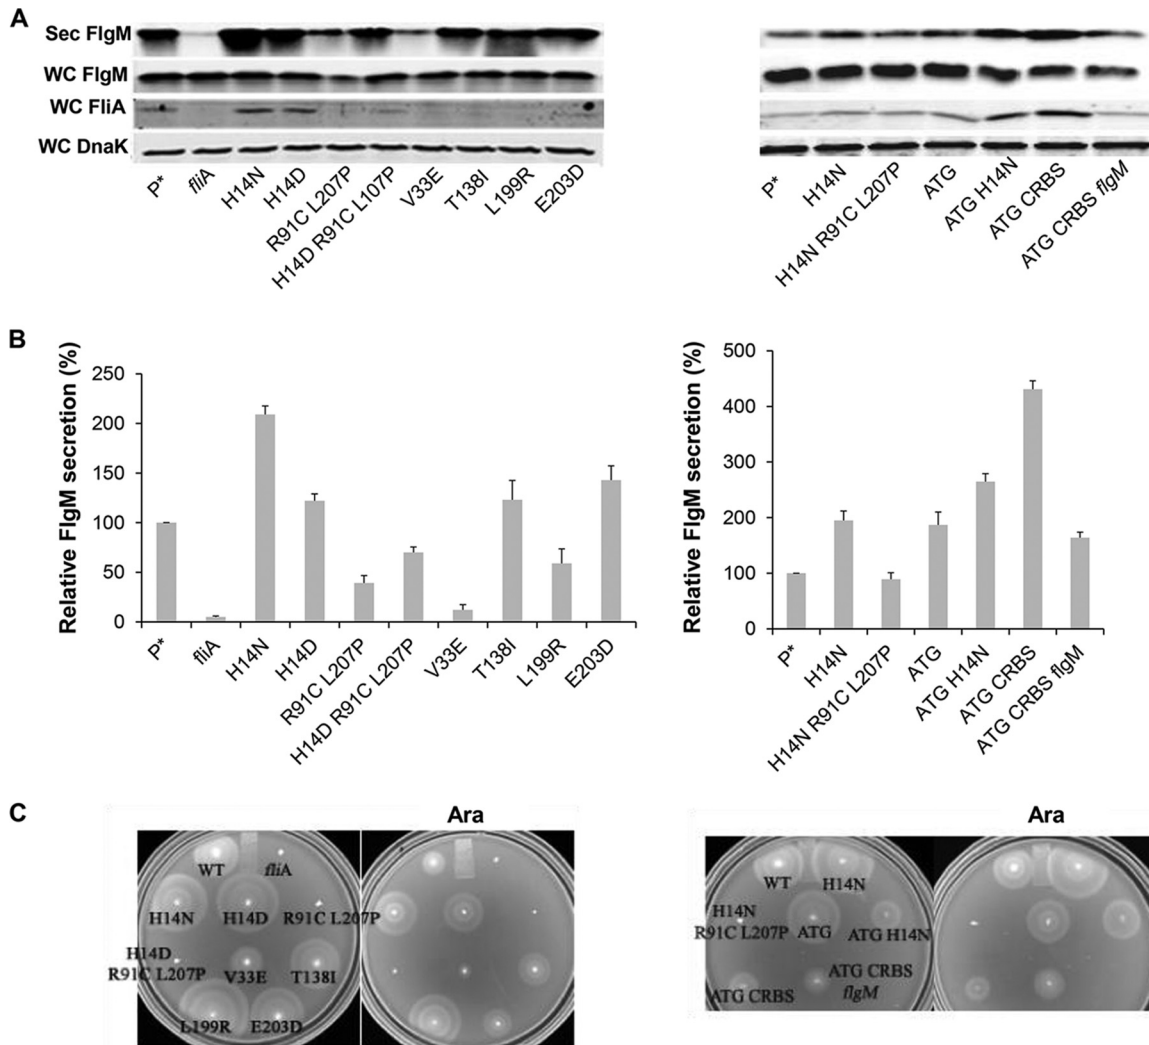 A
Sec FlgM
WC FlgM
WC FliA
WC DnaK
P*
fliA
H14N
H14D
R91C L207P
H14D R91C L107P
V33E
T138I
L199R
E203D
P*
H14N
H14N R91C L207P
ATG
ATG H14N
ATG CRBS
ATG CRBS flgM
B
Relative FlgM secretion (%)
250
200
150
100
50
0
P*
fliA
H14N
H14D
R91C L207P
H14D R91C L207P
V33E
T138I
L199R
E203D
Relative FlgM secretion (%)
500
400
300
200
100
0
P*
H14N
H14N R91C L207P
ATG
ATG H14N
ATG CRBS
ATG CRBS flgM
C
Ara
WT
fliA
H14N
H14D
R91C L207P
H14D
R91C L207P
V33E
T138I
L199R
E203D
Ara
WT
H14N
H14N
R91C L207P
ATG
ATG H14N
ATG CRBS
ATG CRBS
flgM